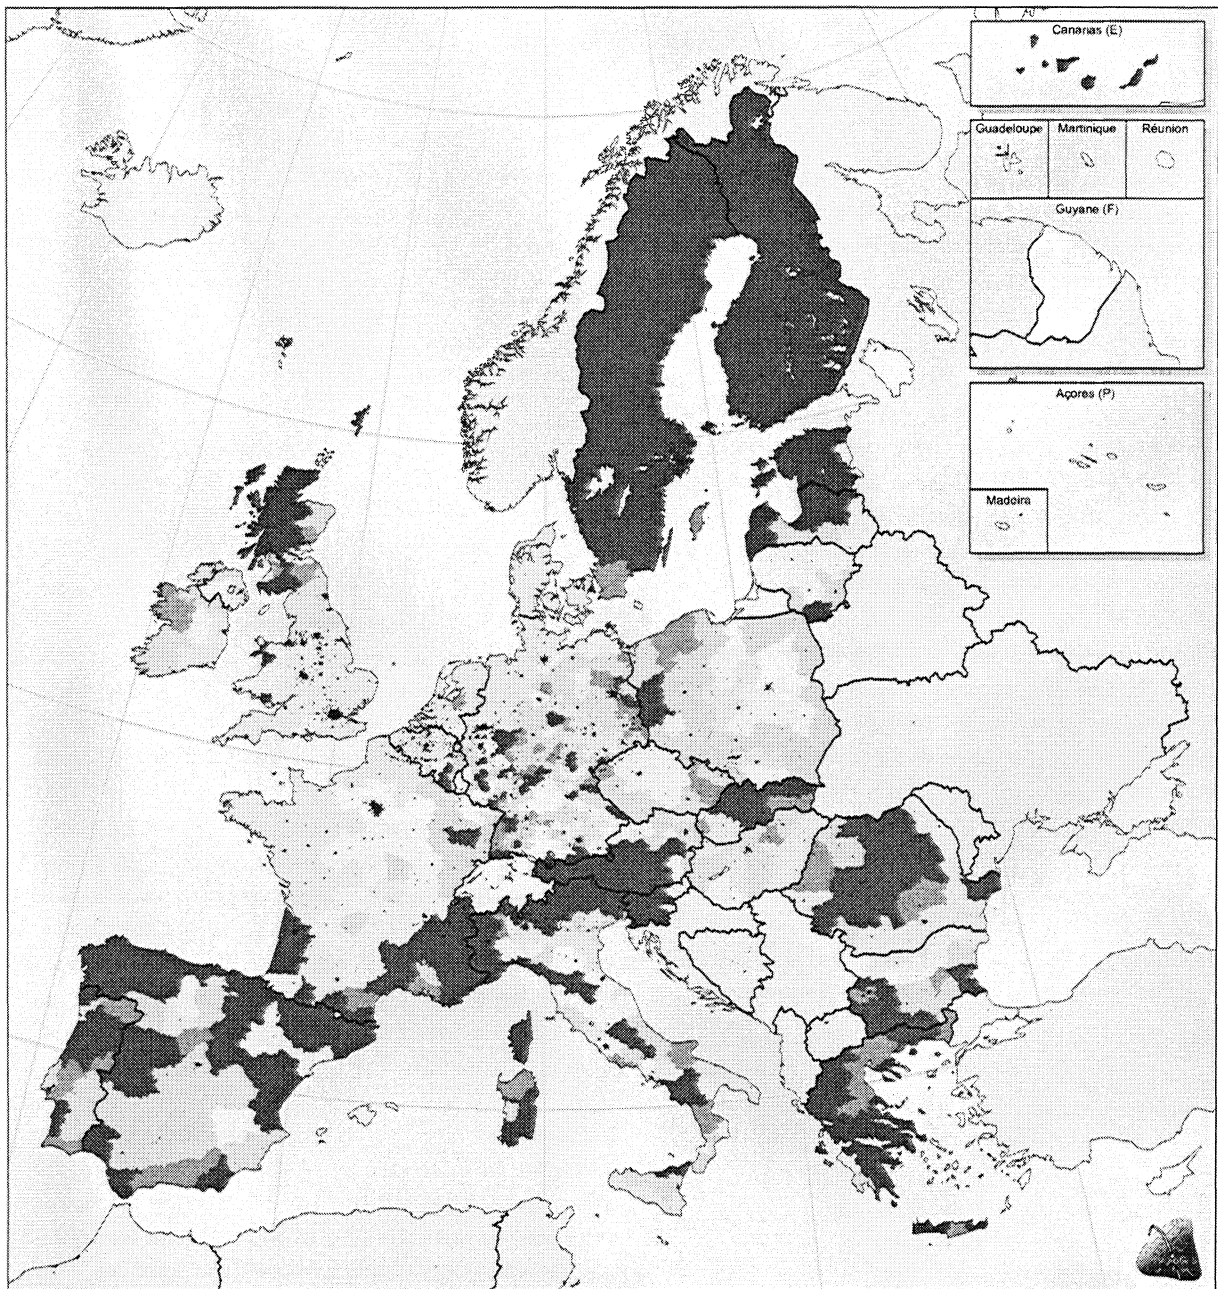 Canarias (E)
Guadeloupe
Martinique
Réunion
Guyane (F)
Açores (P)
Madeira